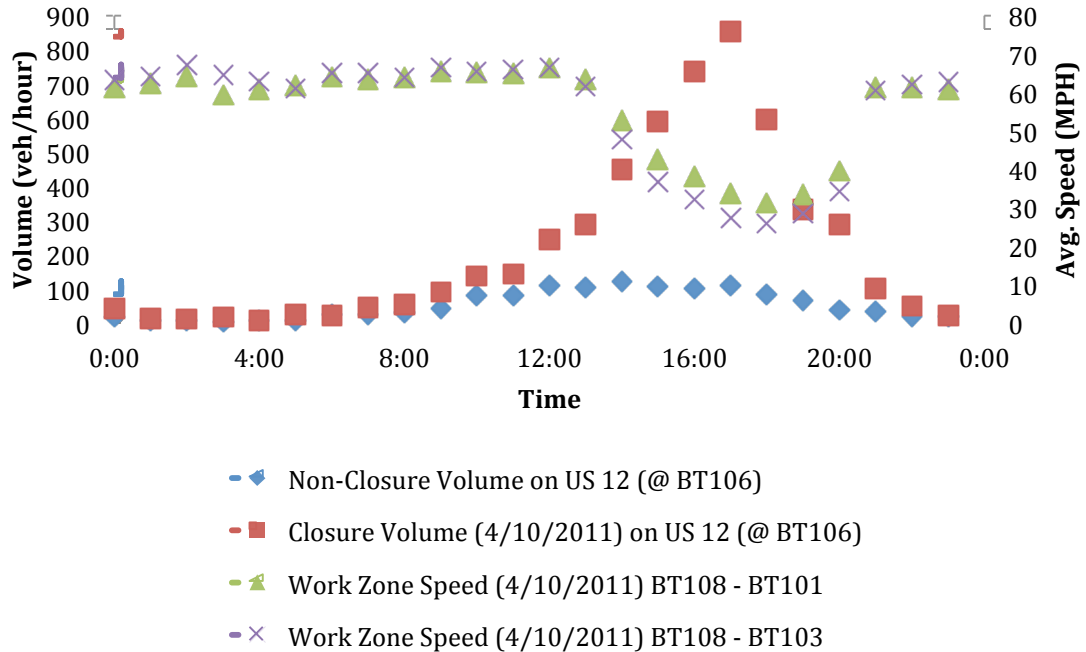 900
800
700
600
500
400
300
200
100
0
Volume (veh/hour)
80
70
60
50
40
30
20
10
0
Avg. Speed (MPH)
0:00 4:00 8:00 12:00 16:00 20:00 0:00
Time
Non-Closure Volume on US 12 (@ BT106)
Closure Volume (4/10/2011) on US 12 (@ BT106)
Work Zone Speed (4/10/2011) BT108 - BT101
Work Zone Speed (4/10/2011) BT108 - BT103